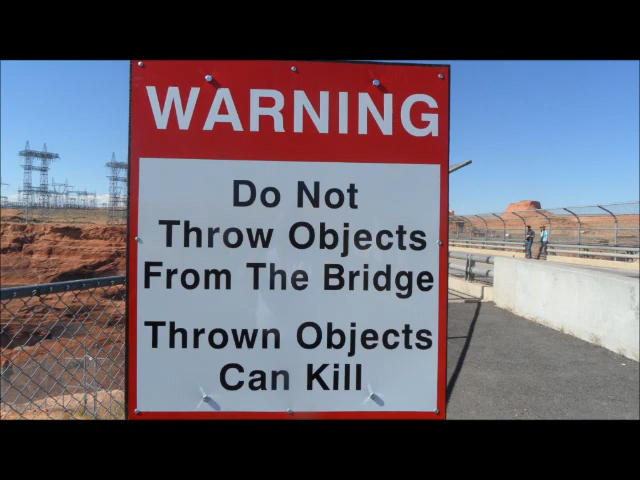 WARNING
Do Not
Throw Objects
From The Bridge
Thrown Objects
Can Kill